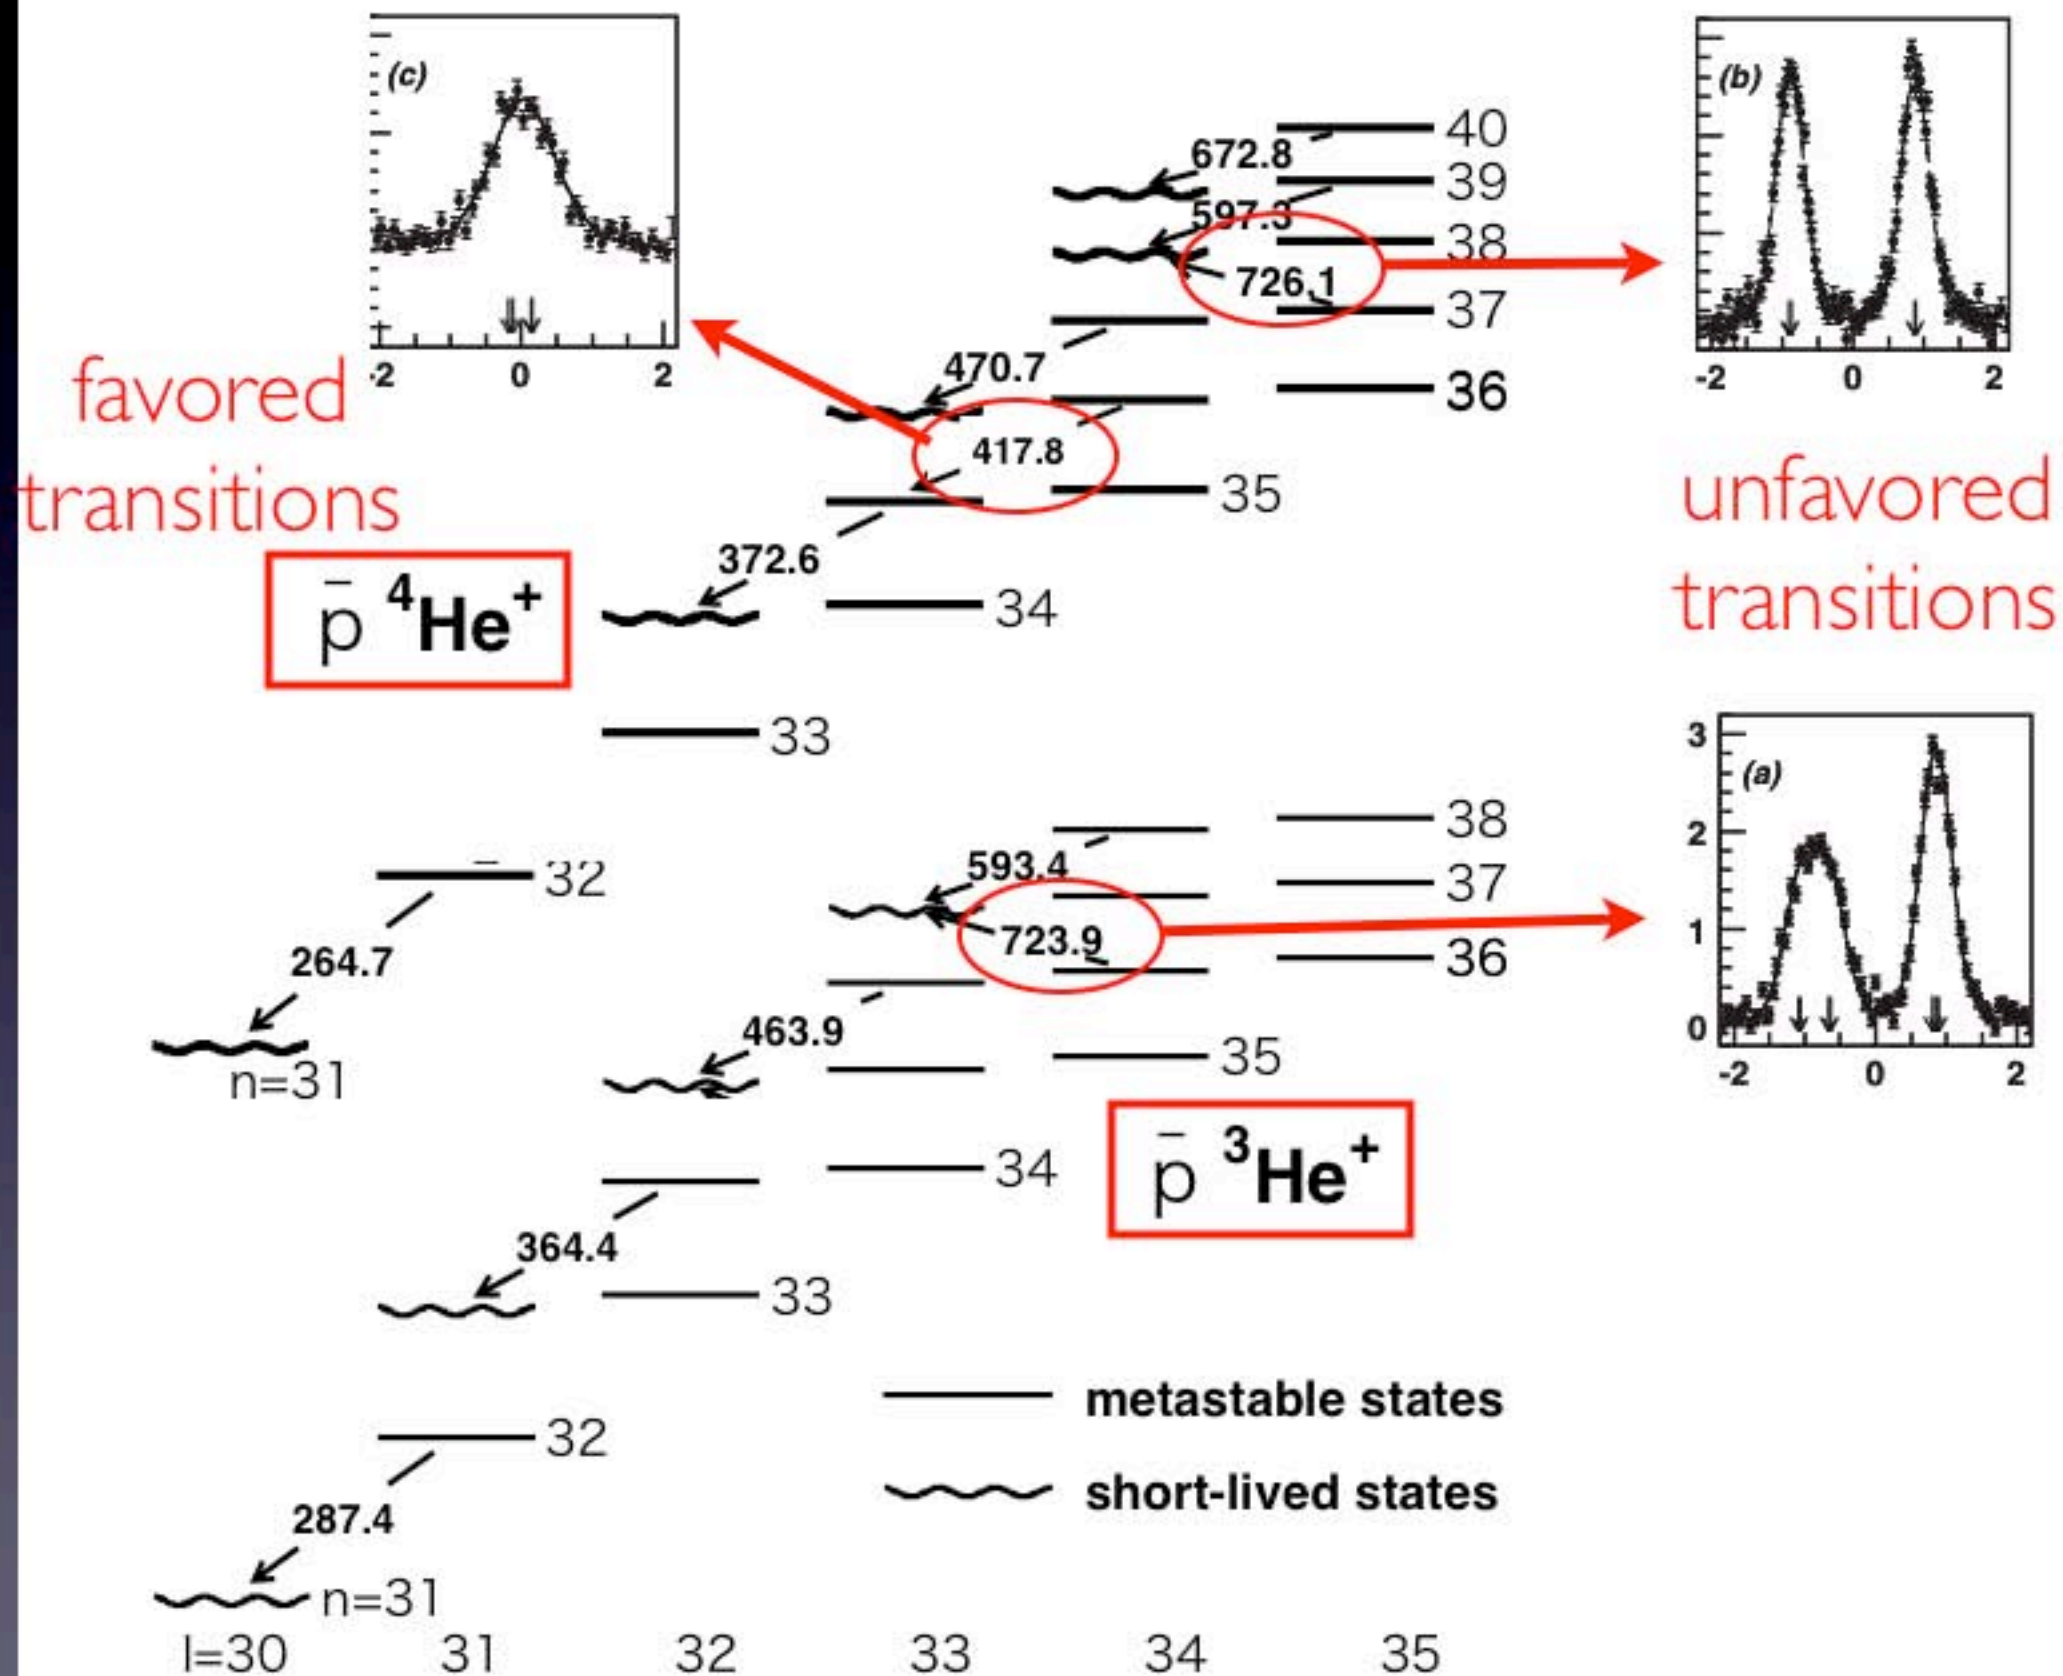 (c)
-2 0 2
favored
transitions
p̄ ⁴He⁺
(b)
-2 0 2
unfavored
transitions
40
672.8
39
597.3
38
726.1
37
470.7
36
417.8
35
372.6
34
33
3
(a)
2
1
0
-2 0 2
38
593.4
37
723.9
36
32
264.7
463.9
35
n=31
p̄ ³He⁺
34
364.4
33
metastable states
32
short-lived states
287.4
n=31
l=30 31 32 33 34 35